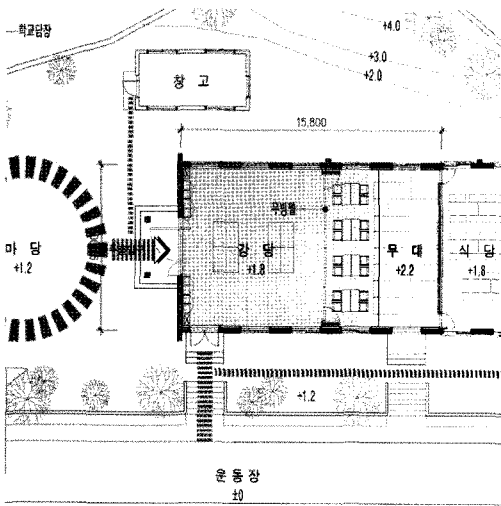 학교담장
+4.0
+3.0
+2.0
창 고
15,800
마 당
+1.2
강 당
+1.8
무 대
+2.2
식 당
+1.8
+1.2
운 동 장
±0